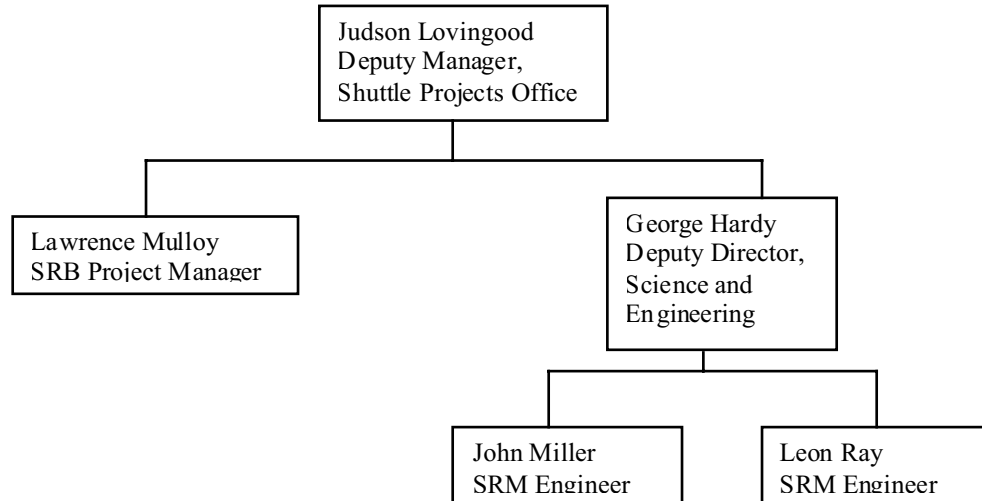 Judson Lovingood
Deputy Manager,
Shuttle Projects Office
Lawrence Mulloy
SRB Project Manager
George Hardy
Deputy Director,
Science and
Engineering
John Miller
SRM Engineer
Leon Ray
SRM Engineer